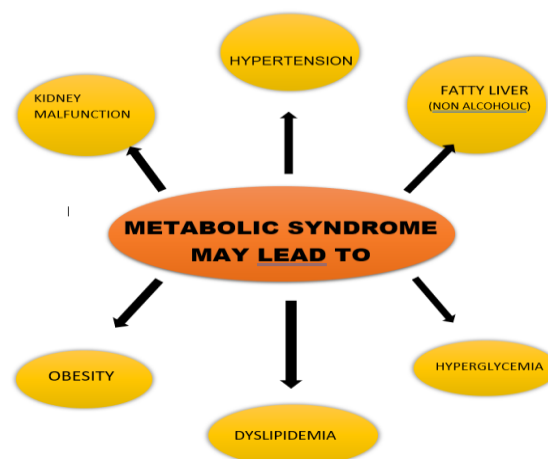 HYPERTENSION
KIDNEY
MALFUNCTION
FATTY LIVER
(NON ALCOHOLIC)
METABOLIC SYNDROME
MAY LEAD TO
OBESITY
HYPERGLYCEMIA
DYSLIPIDEMIA